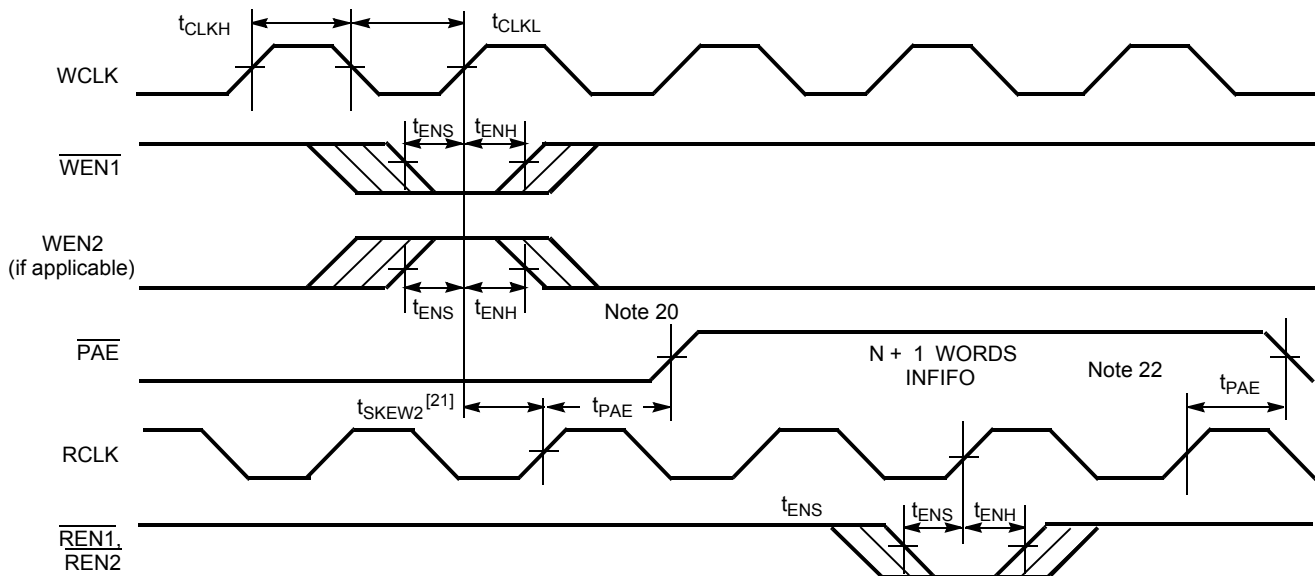 tCLKH
tCLKL
WCLK
tENS
tENH
WEN1
WEN2
(if applicable)
tENS
tENH
Note 20
PAE
N + 1 WORDS
INFIFO
Note 22
tPAE
tSKEW2[21]
tPAE
RCLK
tENS
tENS
tENH
REN1,
REN2